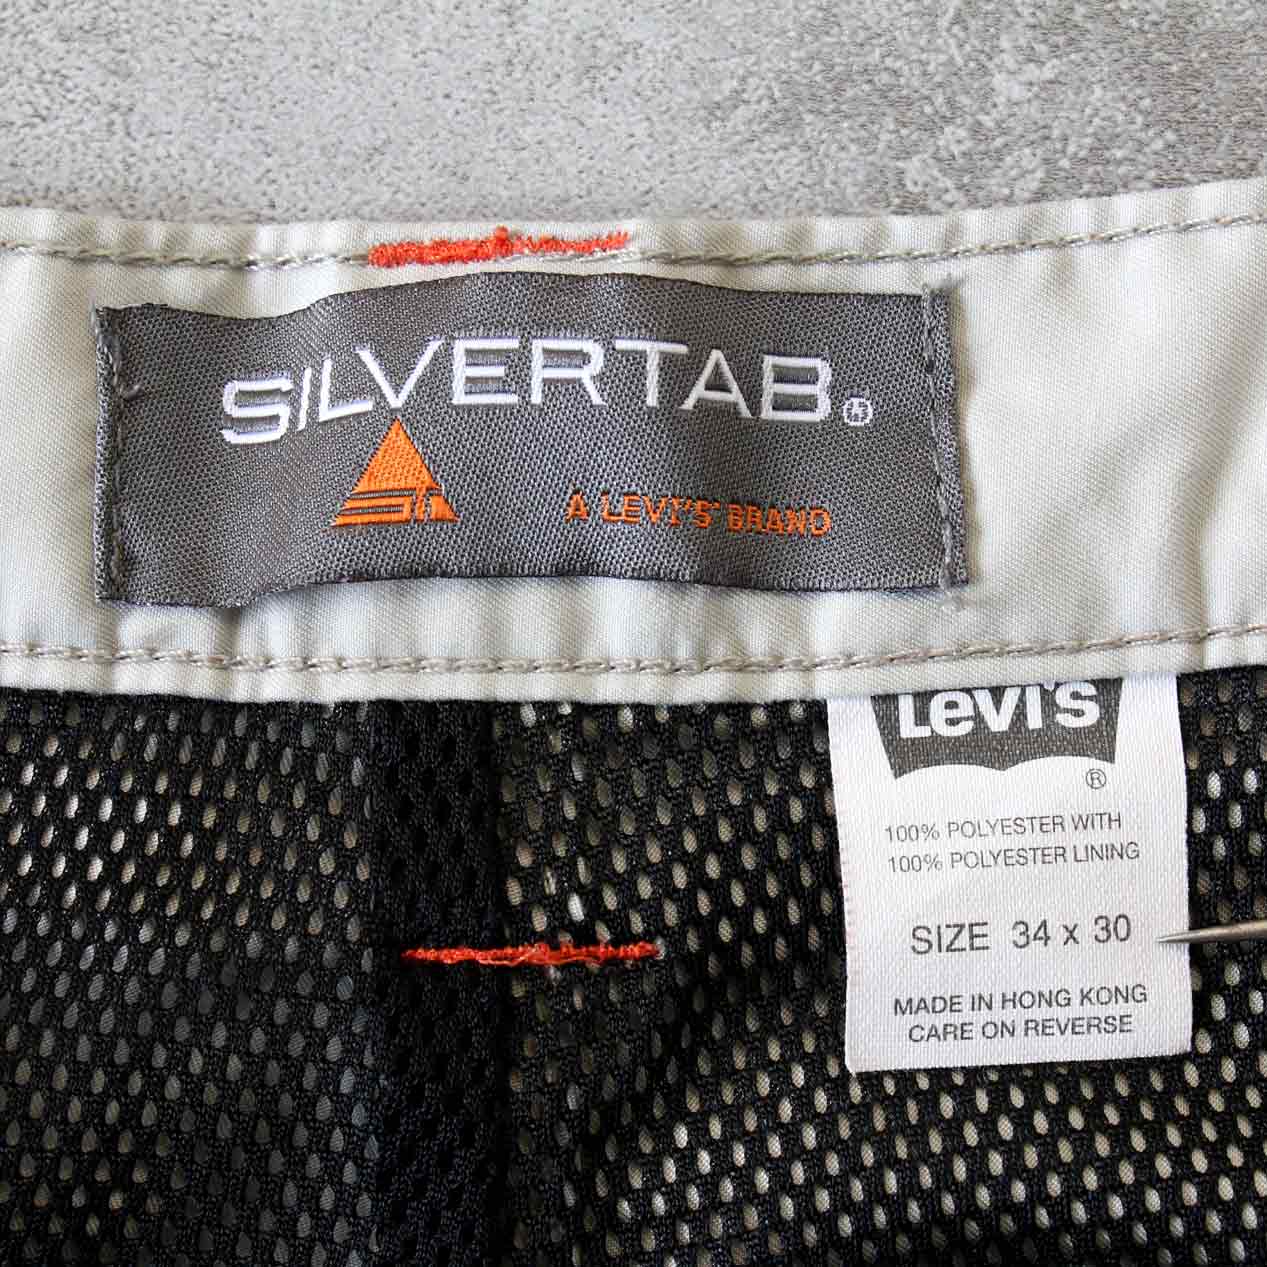 SILVERTAB®
A LEVI'S BRAND
Levi's
®
100% POLYESTER WITH
100% POLYESTER LINING
SIZE 34 x 30
MADE IN HONG KONG
CARE ON REVERSE